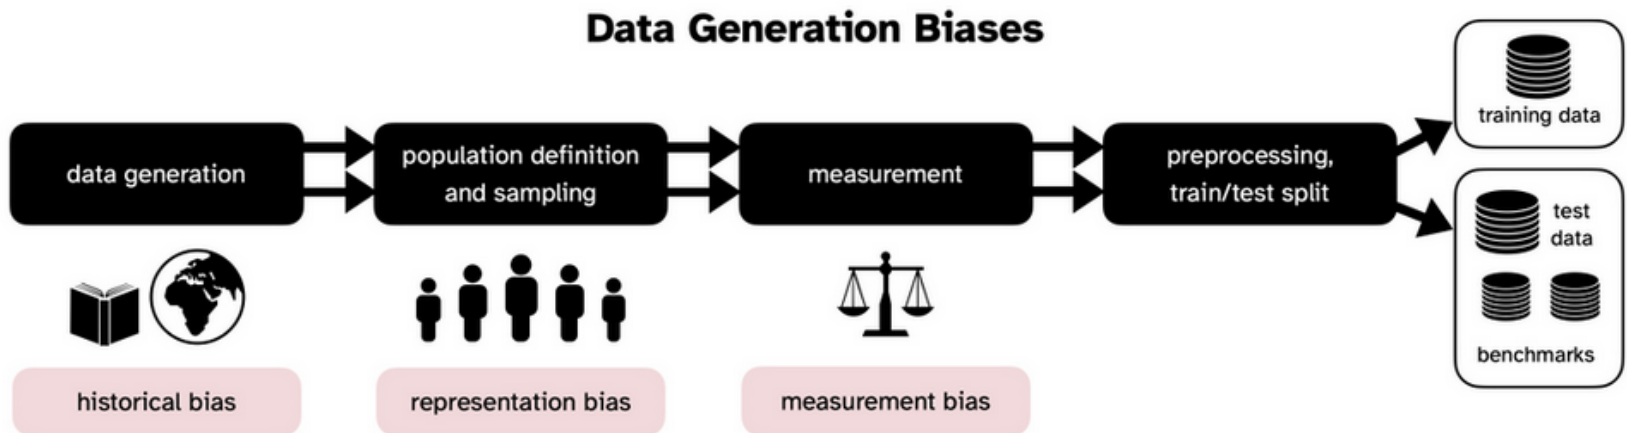 Data Generation Biases
data generation
population definition
and sampling
measurement
preprocessing,
train/test split
training data
test
data
benchmarks
historical bias
representation bias
measurement bias